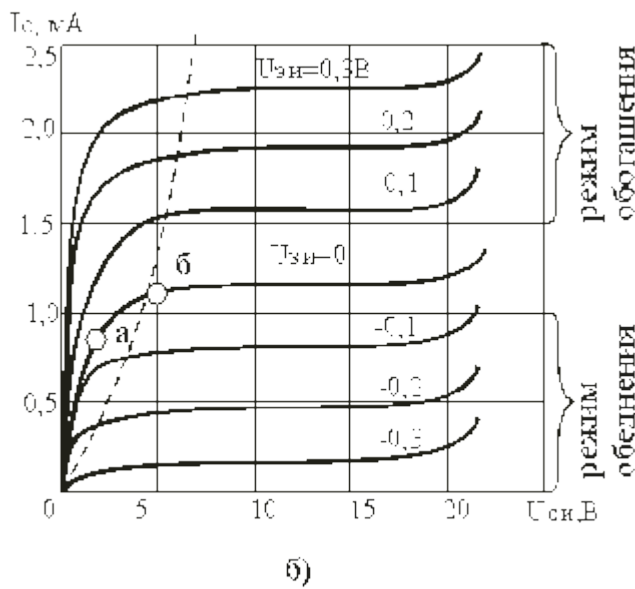 Iс, мА
2,5
2,0
1,5
1,0
0,5
0
5
10
15
20
Uси,В
Uзи=0,3В
0,2
0,1
Uзи=0
-0,1
-0,2
-0,3
а
б
режим
обогащения
режим
обеднения
б)